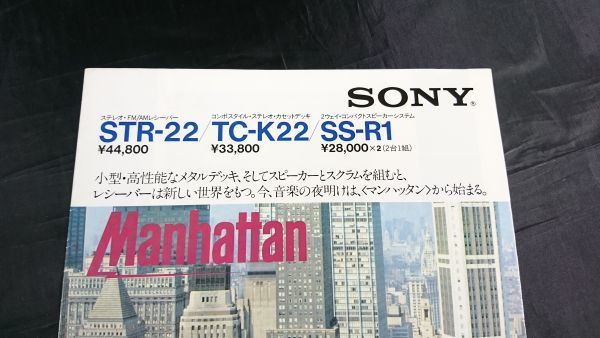 SONY®
ステレオ・FM/AMレシーバー コンポスタイル・ステレオ・カセットデッキ 2ウェイ・コンパクトスピーカーシステム
STR-22/TC-K22/SS-R1
¥44,800 ¥33,800 ¥28,000×2(2台1組)
小型・高性能なメタルデッキ、そしてスピーカーとスクラムを組むと、
レシーバーは新しい世界をもつ。今、音楽の夜明けは、〈マンハッタン〉から始まる。
Manhattan